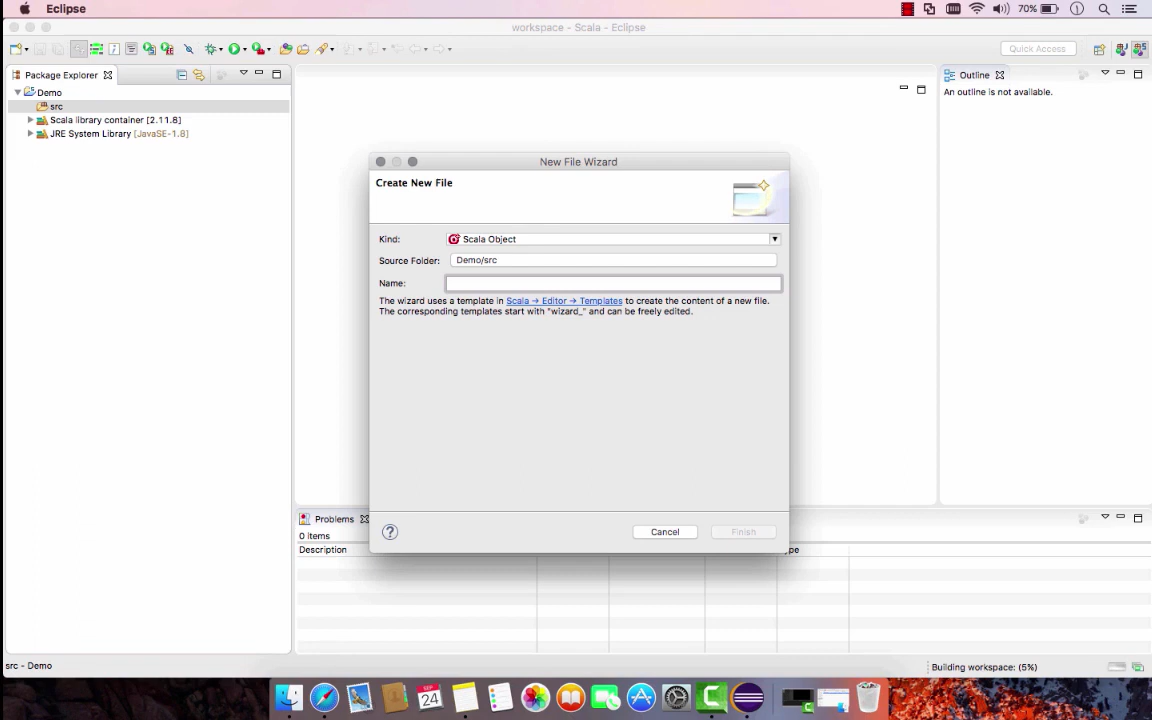 Eclipse
70%
workspace - Scala - Eclipse
Quick Access
Package Explorer
Demo
src
Scala library container [2.11.8]
JRE System Library [JavaSE-1.8]
Outline
An outline is not available.
New File Wizard
Create New File
Kind: Scala Object
Source Folder: Demo/src
Name:
The wizard uses a template in Scala → Editor → Templates to create the content of a new file.
The corresponding templates start with "wizard_" and can be freely edited.
? Cancel Finish
Problems
0 items
Description
src - Demo
Building workspace: (5%)
SEP
24